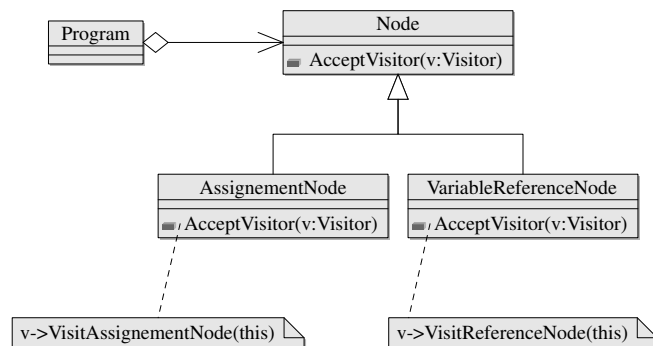 Program
Node
AcceptVisitor(v:Visitor)
AssignementNode
VariableReferenceNode
AcceptVisitor(v:Visitor)
AcceptVisitor(v:Visitor)
v->VisitAssignementNode(this)
v->VisitReferenceNode(this)